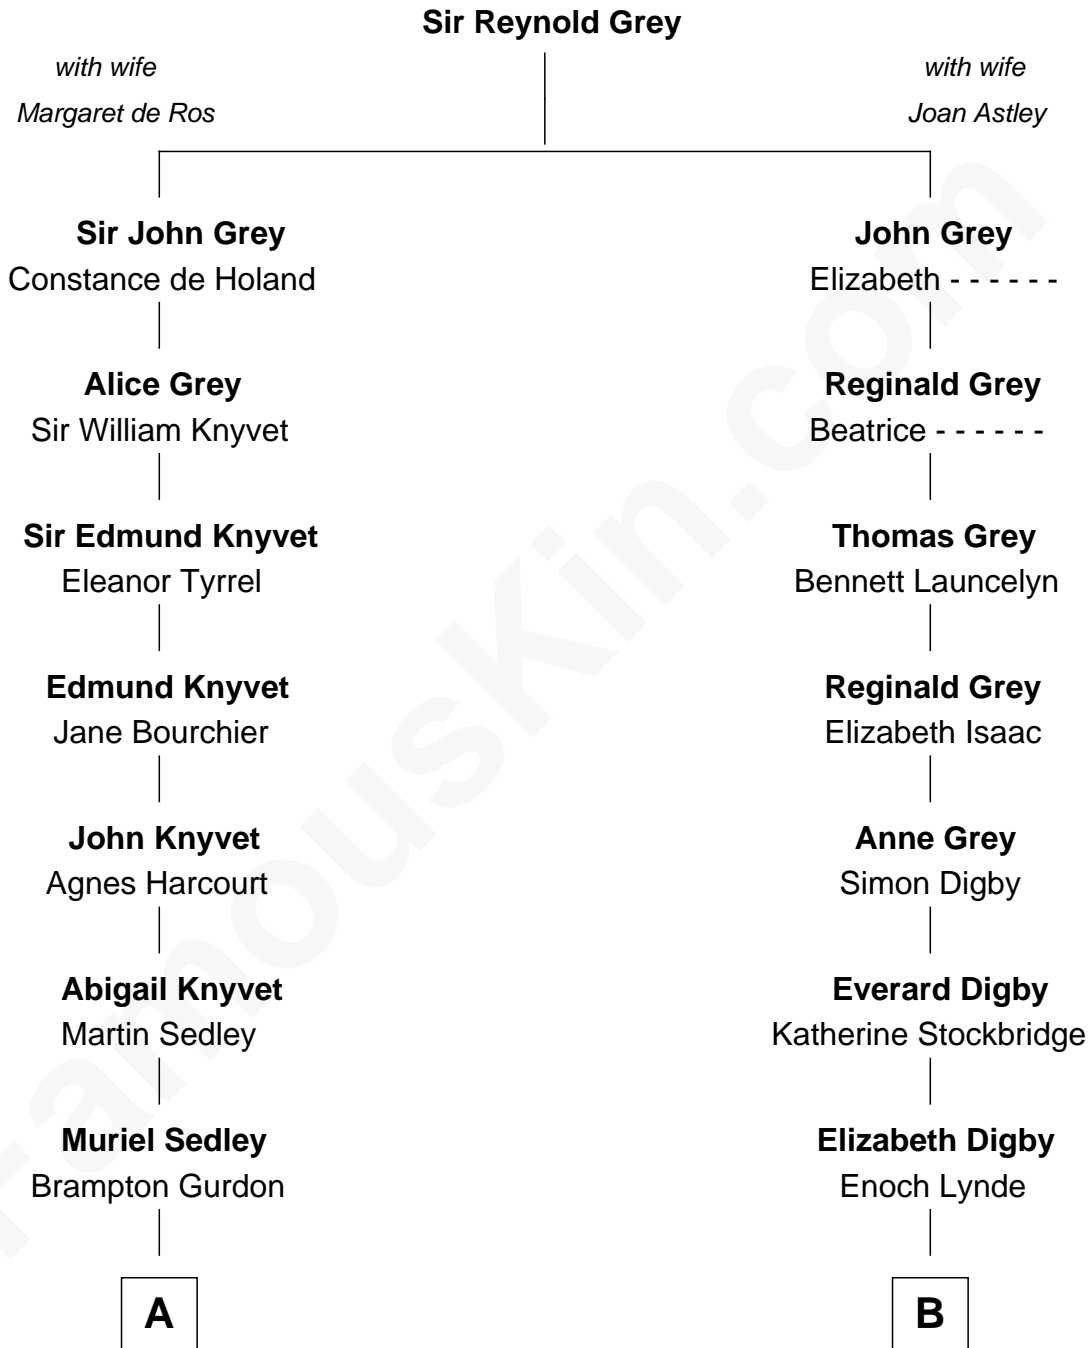 Sir Reynold Grey
with wife
Margaret de Ros
with wife
Joan Astley
Sir John Grey
Constance de Holand
John Grey
Elizabeth - - - - - -
Alice Grey
Sir William Knyvet
Reginald Grey
Beatrice - - - - - -
Sir Edmund Knyvet
Eleanor Tyrrel
Thomas Grey
Bennett Launcelyn
Edmund Knyvet
Jane Bourchier
Reginald Grey
Elizabeth Isaac
John Knyvet
Agnes Harcourt
Anne Grey
Simon Digby
Abigail Knyvet
Martin Sedley
Everard Digby
Katherine Stockbridge
Muriel Sedley
Brampton Gurdon
Elizabeth Digby
Enoch Lynde
A
B
FamousKin.com